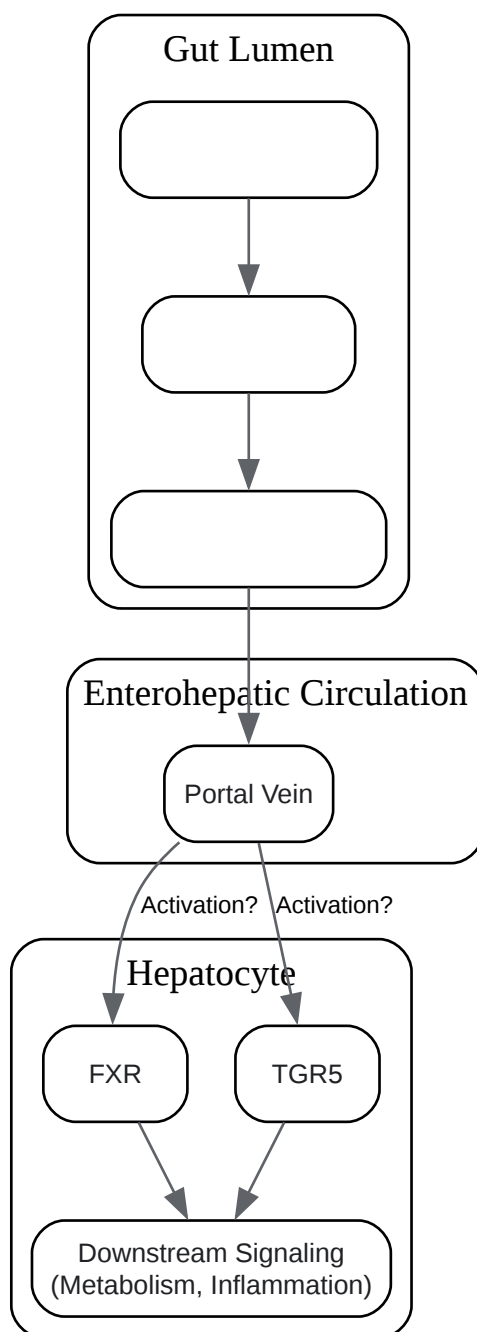 Gut Lumen
Enterohepatic Circulation
Portal Vein
Activation? Activation?
Hepatocyte
FXR
TGR5
Downstream Signaling
(Metabolism, Inflammation)